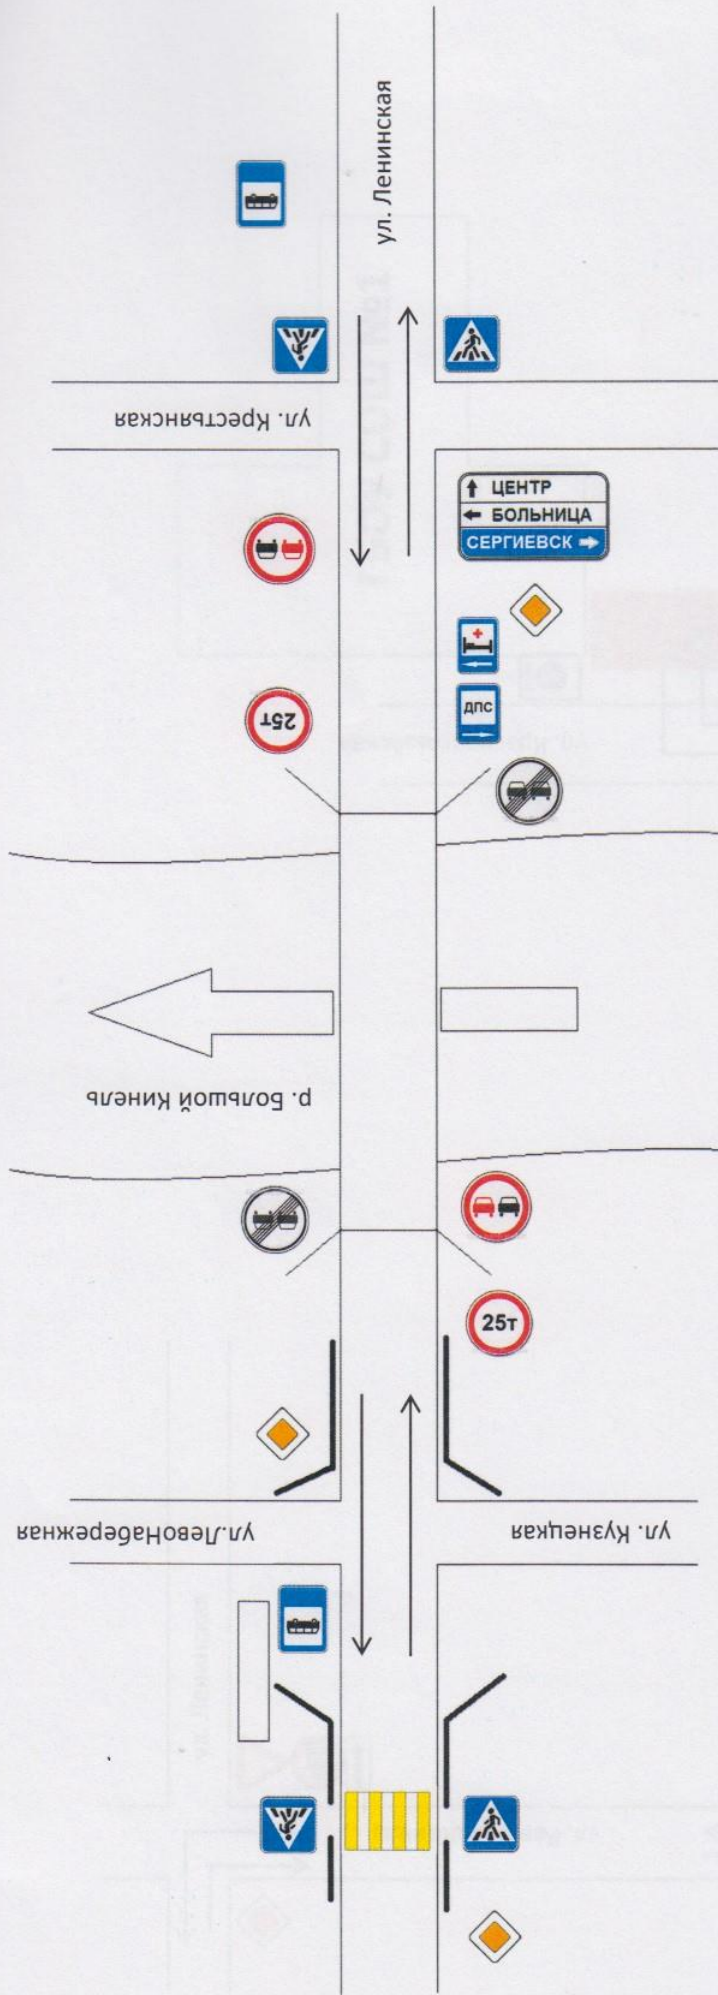 ул. Ленинская
ул. Крестьянская
ЦЕНТР
БОЛЬНИЦА
СЕРГИЕВСК
25т
ДПС
р. Большой Кинель
25т
ул.ЛевоНабережная
ул. Кузнецкая